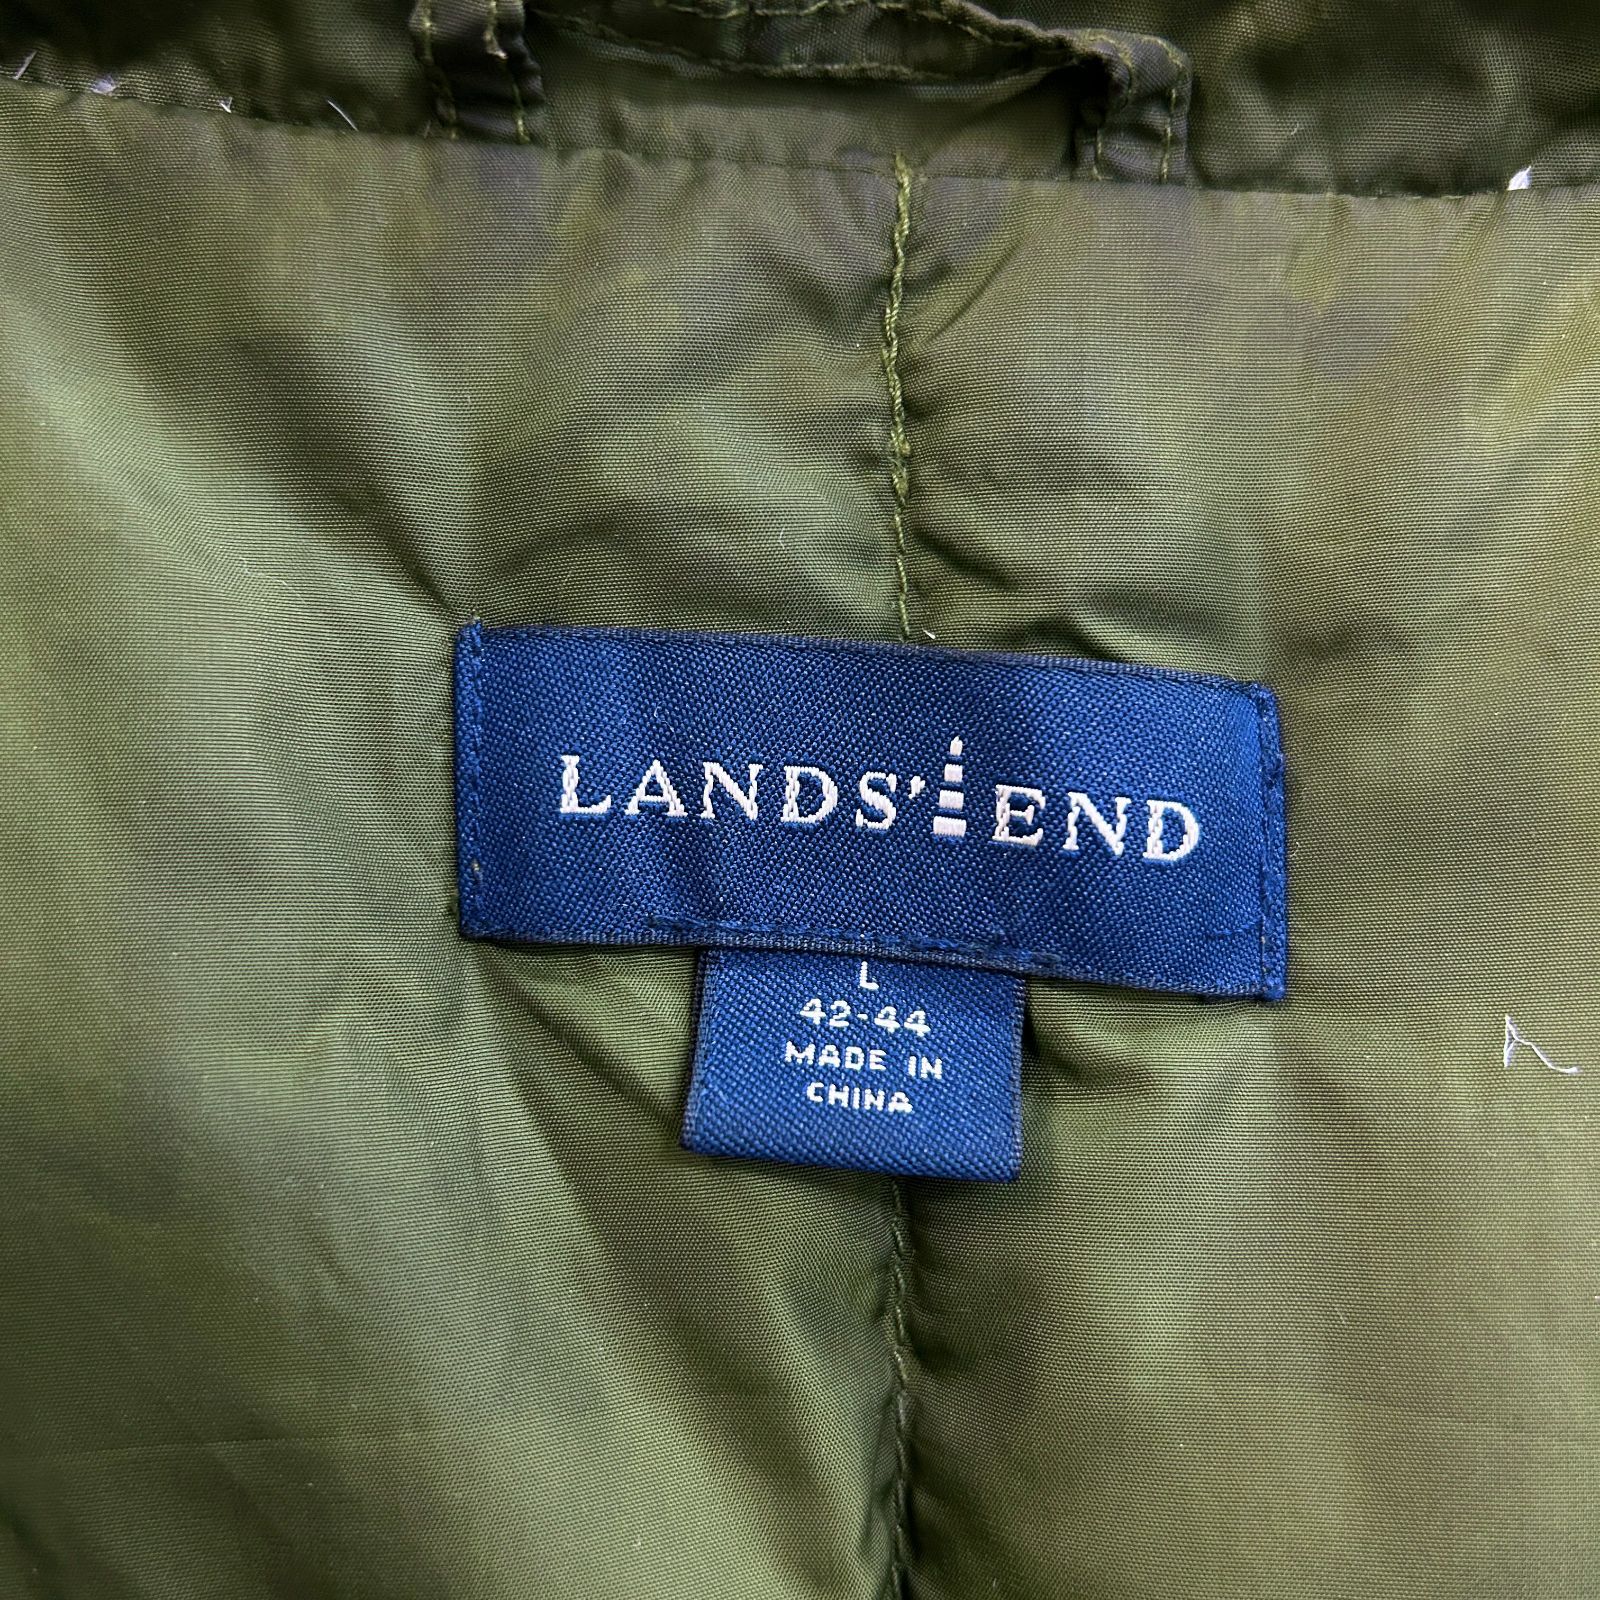 LANDS' END
L
42-44
MADE IN
CHINA